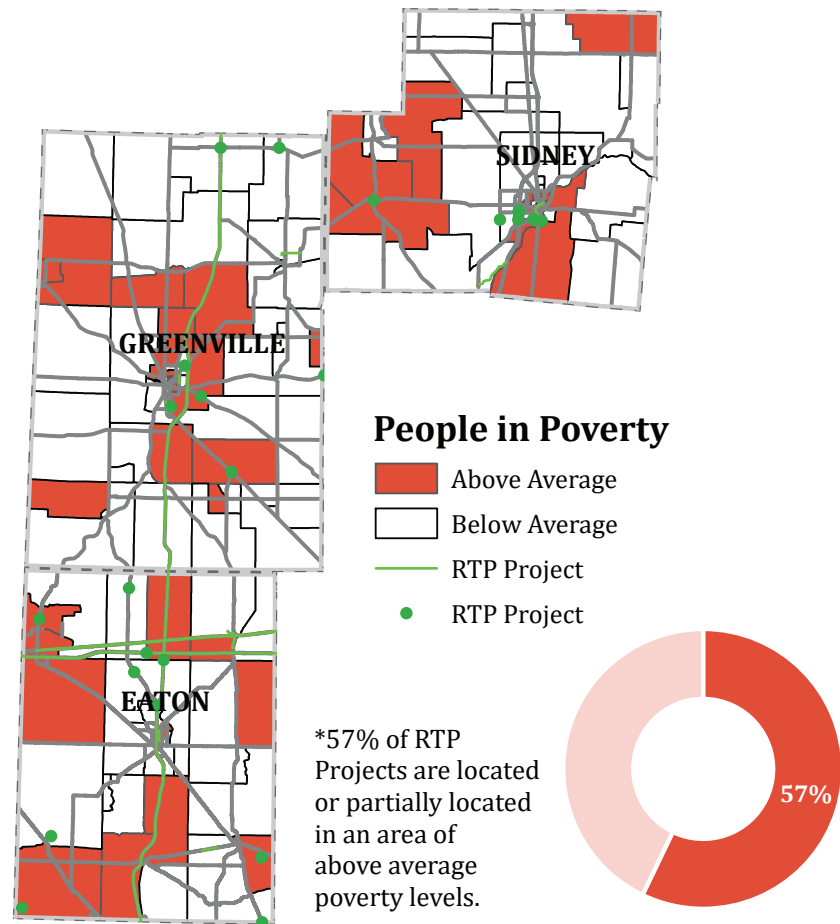 SIDNEY
GREENVILLE
People in Poverty
Above Average
Below Average
RTP Project
RTP Project
EATON
*57% of RTP
Projects are located
or partially located
in an area of
above average
poverty levels.
57%